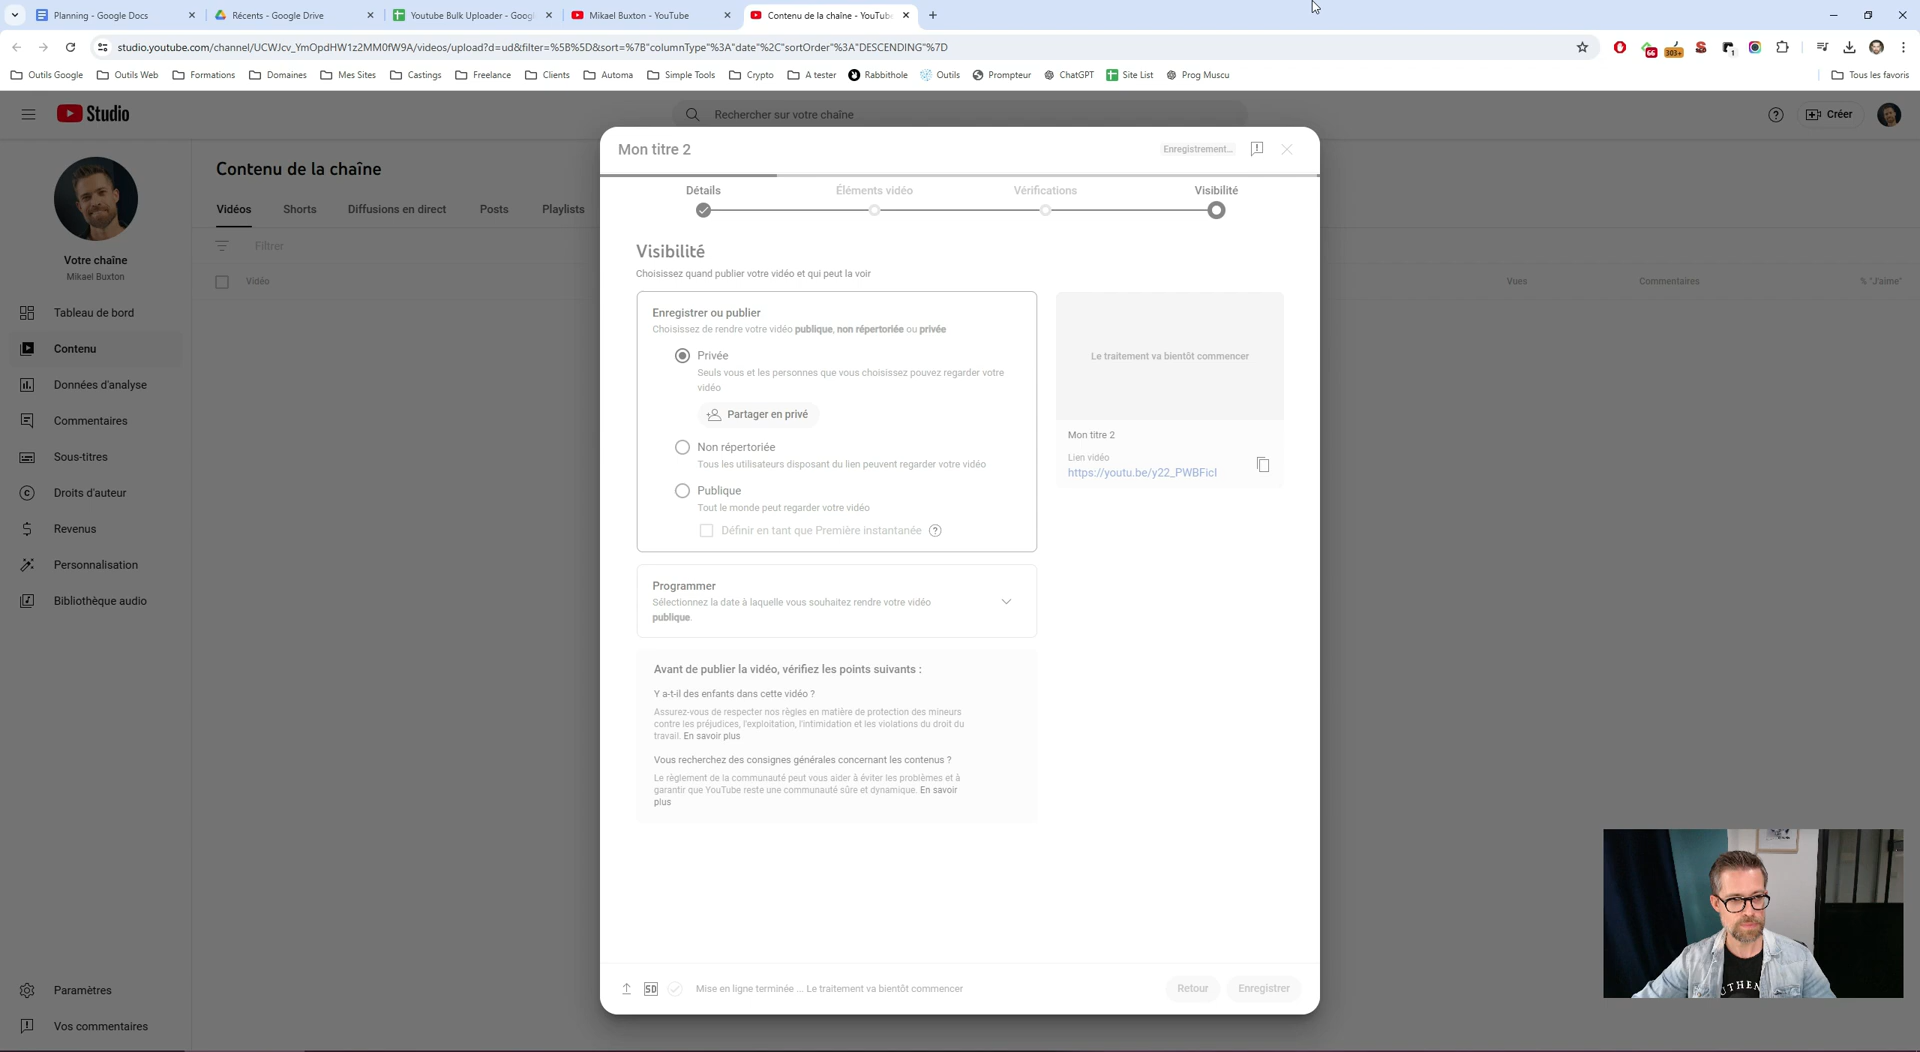 Planning - Google Docs
Récents - Google Drive
Youtube Bulk Uploader - Goog
Mikael Buxton - YouTube
Contenu de la chaîne - YouTube
studio.youtube.com/channel/UCWJcv_YmOpdHW1z2MM0fW9A/videos/upload?d=ud&filter=%5B%5D&sort=%7B"columnType"%3A"date"%2C"sortOrder"%3A"DESCENDING"%7D
66
303+
1
Outils Google
Outils Web
Formations
Domaines
Mes Sites
Castings
Freelance
Clients
Automa
Simple Tools
Crypto
A tester
Rabbithole
Outils
Prompteur
ChatGPT
Site List
Prog Muscu
Tous les favoris
Studio
Rechercher sur votre chaîne
Créer
Votre chaîne
Mikael Buxton
Tableau de bord
Contenu
Données d'analyse
Commentaires
Sous-titres
Droits d'auteur
Revenus
Personnalisation
Bibliothèque audio
Paramètres
Vos commentaires
Contenu de la chaîne
Vidéos
Shorts
Diffusions en direct
Posts
Playlists
Filtrer
Vidéo
Vues
Commentaires
% "J'aime"
Mon titre 2
Enregistrement...
Détails
Éléments vidéo
Vérifications
Visibilité
Visibilité
Choisissez quand publier votre vidéo et qui peut la voir
Enregistrer ou publier
Choisissez de rendre votre vidéo publique, non répertoriée ou privée
Privée
Seuls vous et les personnes que vous choisissez pouvez regarder votre
vidéo
Partager en privé
Non répertoriée
Tous les utilisateurs disposant du lien peuvent regarder votre vidéo
Publique
Tout le monde peut regarder votre vidéo
Définir en tant que Première instantanée
Programmer
Sélectionnez la date à laquelle vous souhaitez rendre votre vidéo
publique.
Avant de publier la vidéo, vérifiez les points suivants :
Y a-t-il des enfants dans cette vidéo ?
Assurez-vous de respecter nos règles en matière de protection des mineurs
contre les préjudices, l'exploitation, l'intimidation et les violations du droit du
travail. En savoir plus
Vous recherchez des consignes générales concernant les contenus ?
Le règlement de la communauté peut vous aider à éviter les problèmes et à
garantir que YouTube reste une communauté sûre et dynamique. En savoir
plus
Le traitement va bientôt commencer
Mon titre 2
Lien vidéo
https://youtu.be/y22_PWBFicI
SD
Mise en ligne terminée ... Le traitement va bientôt commencer
Retour
Enregistrer